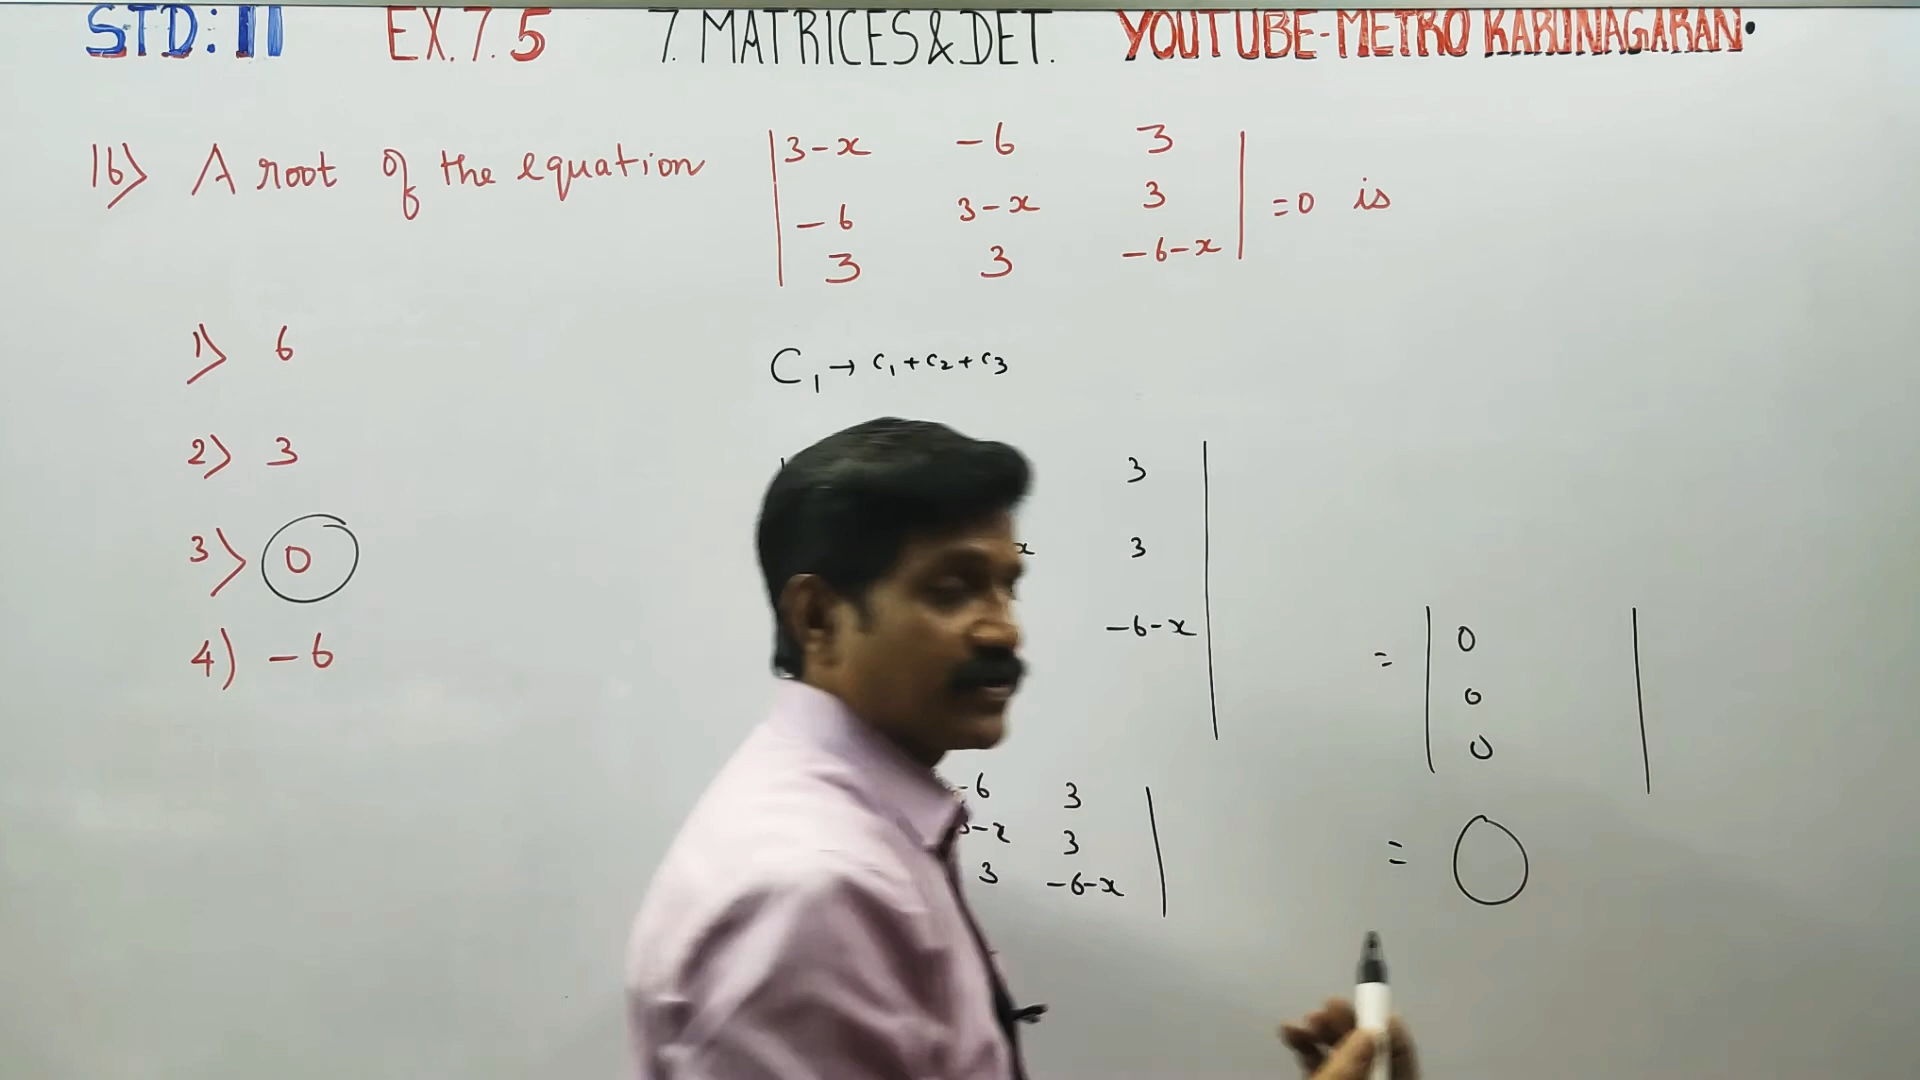 STD: 11 EX.7.5 7. MATRICES & DET. YOUTUBE-METRO KARUNAGARAN.
16) A root of the equation | 3-x -6 3 |
| -6 3-x 3 | =0 is
| 3 3 -6-x |
1) 6
2) 3
3) 0
4) -6
C₁ → c₁+c₂+c₃
3 |
x 3 |
-6-x |
-6 3 |
-x 3 |
3 -6-x |
= | 0 |
| 0 |
| 0 |
= 0